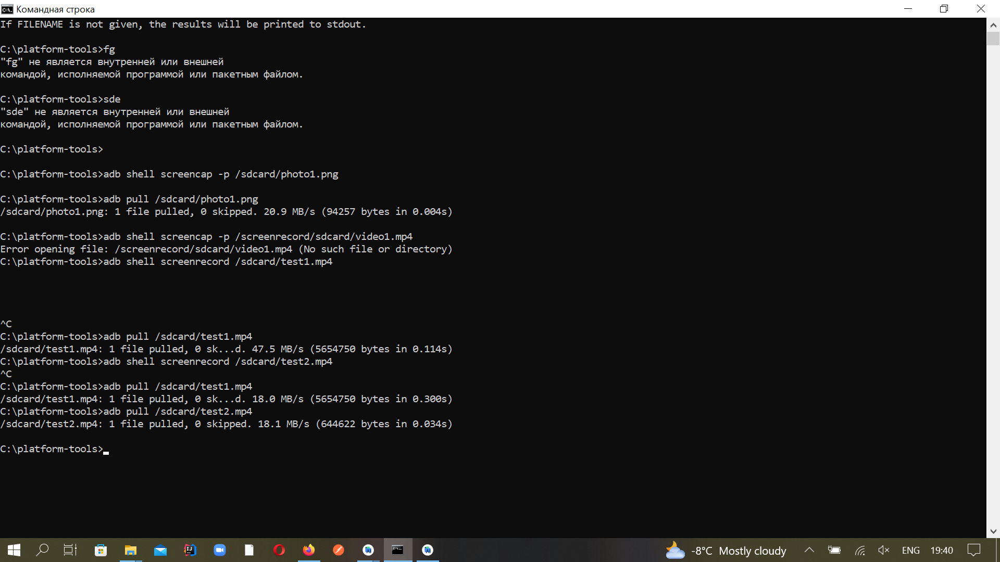 Командная строка
If FILENAME is not given, the results will be printed to stdout.
C:\platform-tools>fg
"fg" не является внутренней или внешней
командой, исполняемой программой или пакетным файлом.
C:\platform-tools>sde
"sde" не является внутренней или внешней
командой, исполняемой программой или пакетным файлом.
C:\platform-tools>
C:\platform-tools>adb shell screencap -p /sdcard/photo1.png
C:\platform-tools>adb pull /sdcard/photo1.png
/sdcard/photo1.png: 1 file pulled, 0 skipped. 20.9 MB/s (94257 bytes in 0.004s)
C:\platform-tools>adb shell screencap -p /screenrecord/sdcard/video1.mp4
Error opening file: /screenrecord/sdcard/video1.mp4 (No such file or directory)
C:\platform-tools>adb shell screenrecord /sdcard/test1.mp4
^C
C:\platform-tools>adb pull /sdcard/test1.mp4
/sdcard/test1.mp4: 1 file pulled, 0 sk...d. 47.5 MB/s (5654750 bytes in 0.114s)
C:\platform-tools>adb shell screenrecord /sdcard/test2.mp4
^C
C:\platform-tools>adb pull /sdcard/test1.mp4
/sdcard/test1.mp4: 1 file pulled, 0 sk...d. 18.0 MB/s (5654750 bytes in 0.300s)
C:\platform-tools>adb pull /sdcard/test2.mp4
/sdcard/test2.mp4: 1 file pulled, 0 skipped. 18.1 MB/s (644622 bytes in 0.034s)
C:\platform-tools>
-8°C Mostly cloudy ENG 19:40